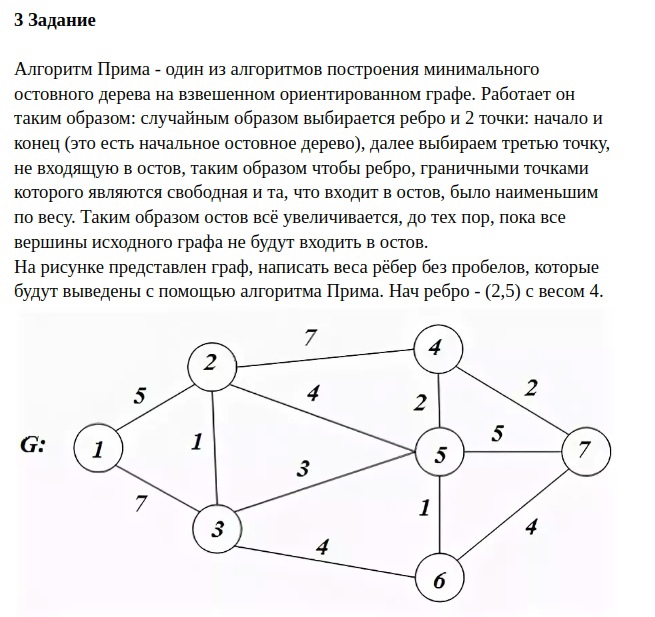 3 Задание
Алгоритм Прима - один из алгоритмов построения минимального
остовного дерева на взвешенном ориентированном графе. Работает он
таким образом: случайным образом выбирается ребро и 2 точки: начало и
конец (это есть начальное остовное дерево), далее выбираем третью точку,
не входящую в остов, таким образом чтобы ребро, граничными точками
которого являются свободная и та, что входит в остов, было наименьшим
по весу. Таким образом остов всё увеличивается, до тех пор, пока все
вершины исходного графа не будут входить в остов.
На рисунке представлен граф, написать веса рёбер без пробелов, которые
будут выведены с помощью алгоритма Прима. Нач ребро - (2,5) с весом 4.
7
4
2
5
4
2
2
G:
1
1
5
5
7
3
7
1
3
4
4
6